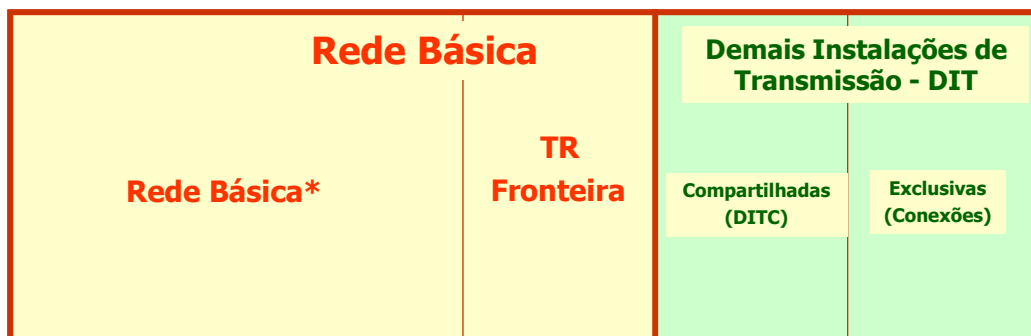 Rede Básica
Demais Instalações de
Transmissão - DIT
Rede Básica*
TR
Fronteira
Compartilhadas
(DITC)
Exclusivas
(Conexões)